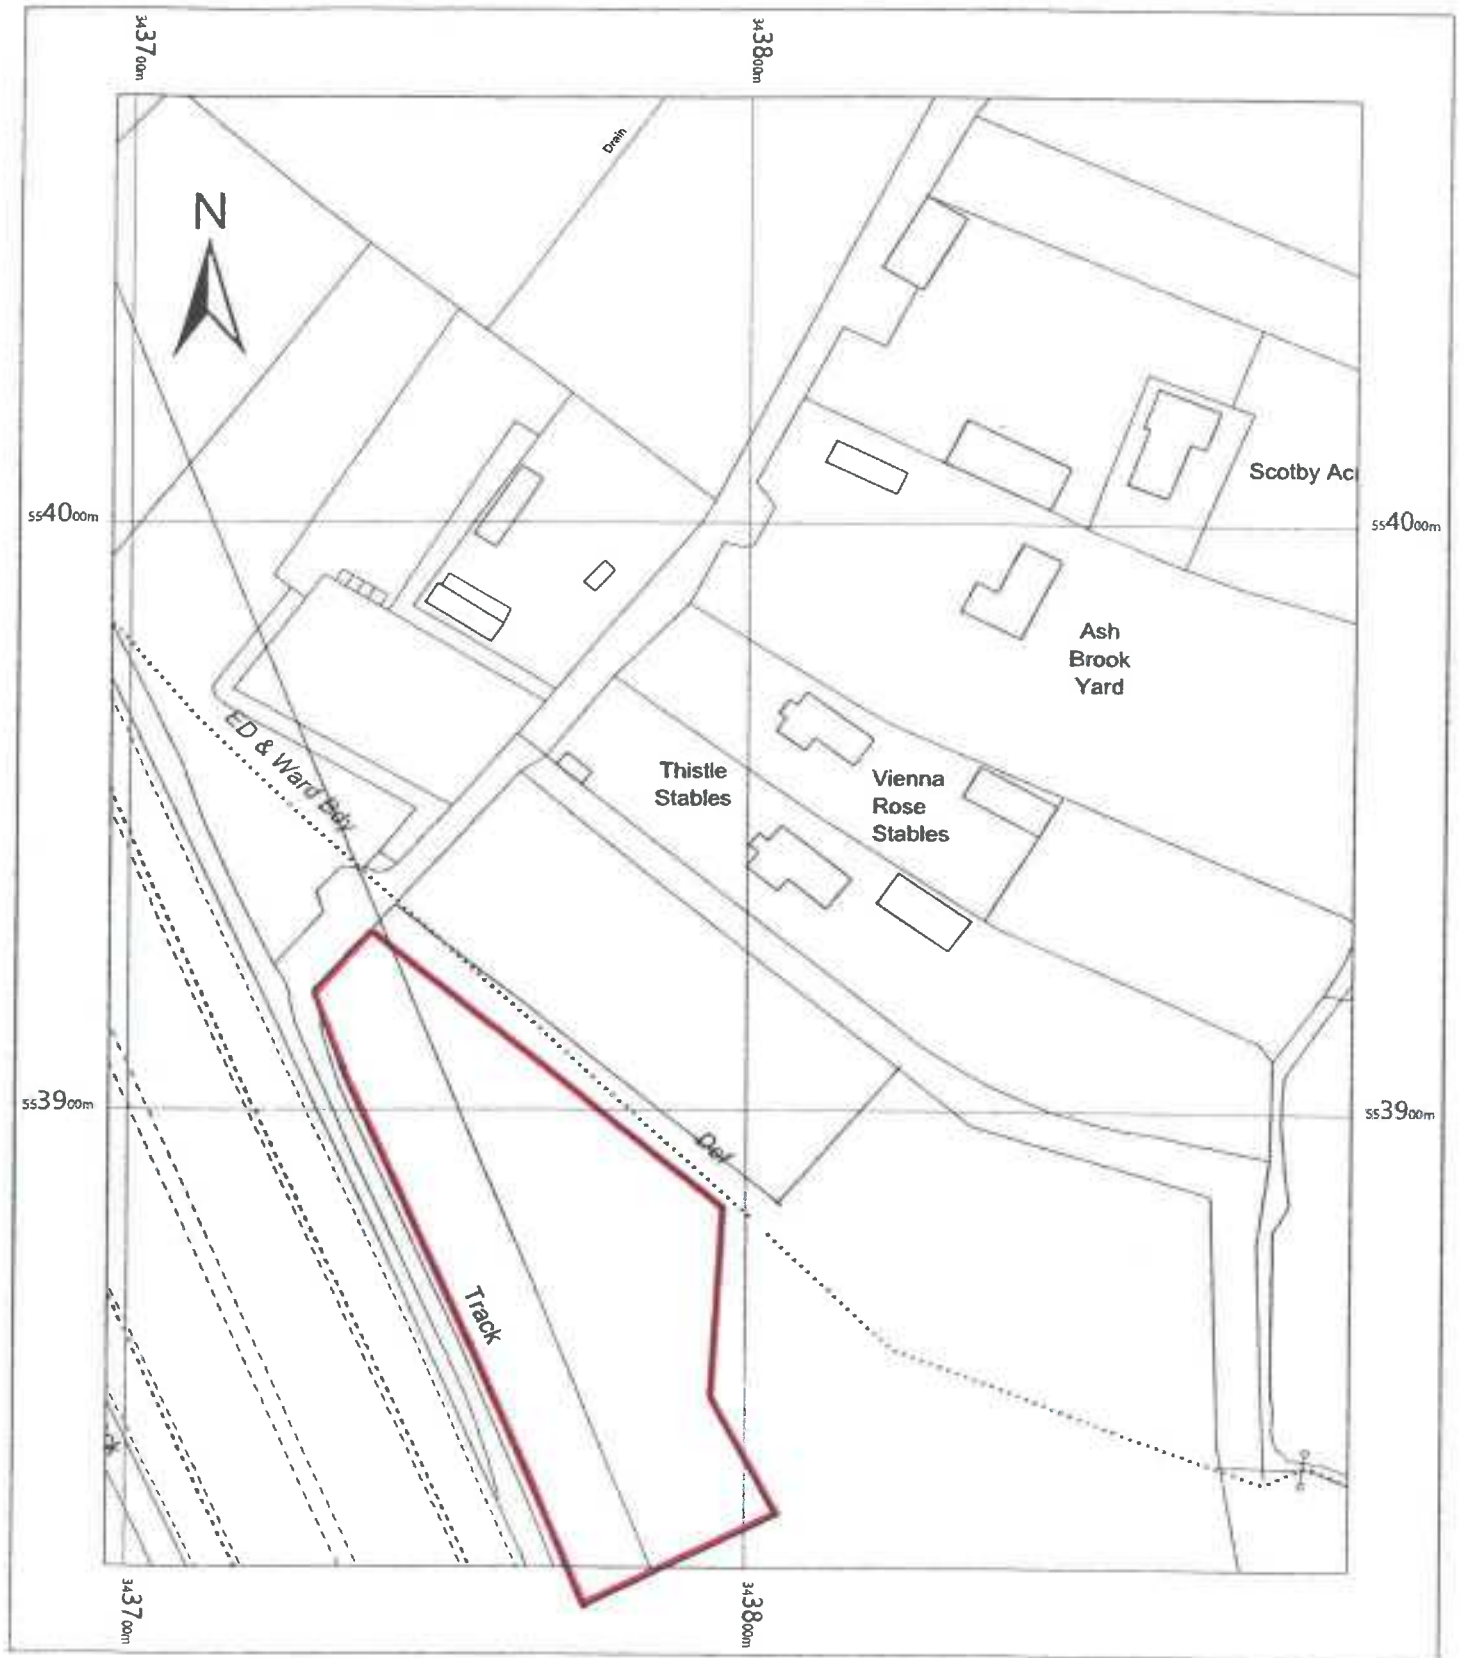 343700m
343800m
Drain
N
Scotby Ac
554000m
554000m
Ash
Brook
Yard
ED & Ward Bdy
Thistle
Stables
Vienna
Rose
Stables
553900m
553900m
Def
Track
343700m
343800m